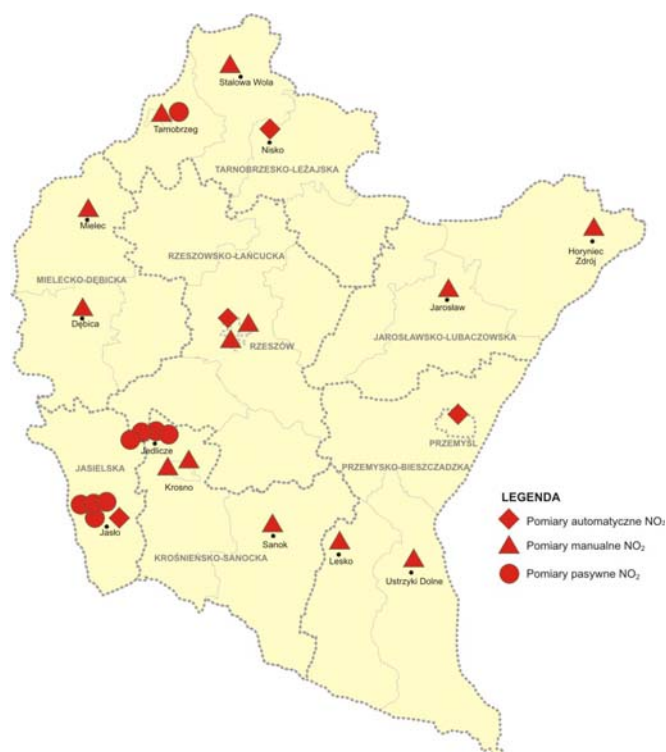 Stalowa Wola
Tarnobrzeg
Nisko
TARNOBRZESKO-LEŻAJSKA
Mielec
RZESZOWSKO-ŁAŃCUCKA
Horyniec
Zdrój
MIELECKO-DĘBICKA
Jarosław
Dębica
RZESZÓW
JAROSŁAWSKO-LUBACZOWSKA
PRZEMYŚL
Jedlicze
JASIELSKA
PRZEMYSKO-BIESZCZADZKA
Krosno
LEGENDA
Pomiary automatyczne NO₂
Pomiary manualne NO₂
Pomiary pasywne NO₂
Jasło
Sanok
KROŚNIEŃSKO-SANOCKA
Lesko
Ustrzyki Dolne